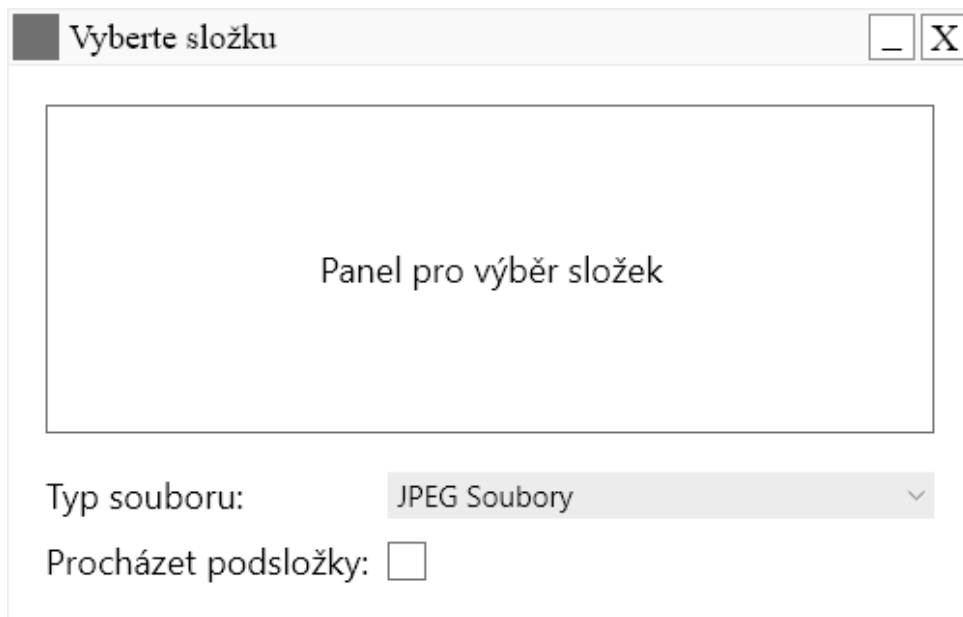 Vyberte složku _ X
Panel pro výběr složek
Typ souboru: JPEG Soubory
Procházet podsložky: